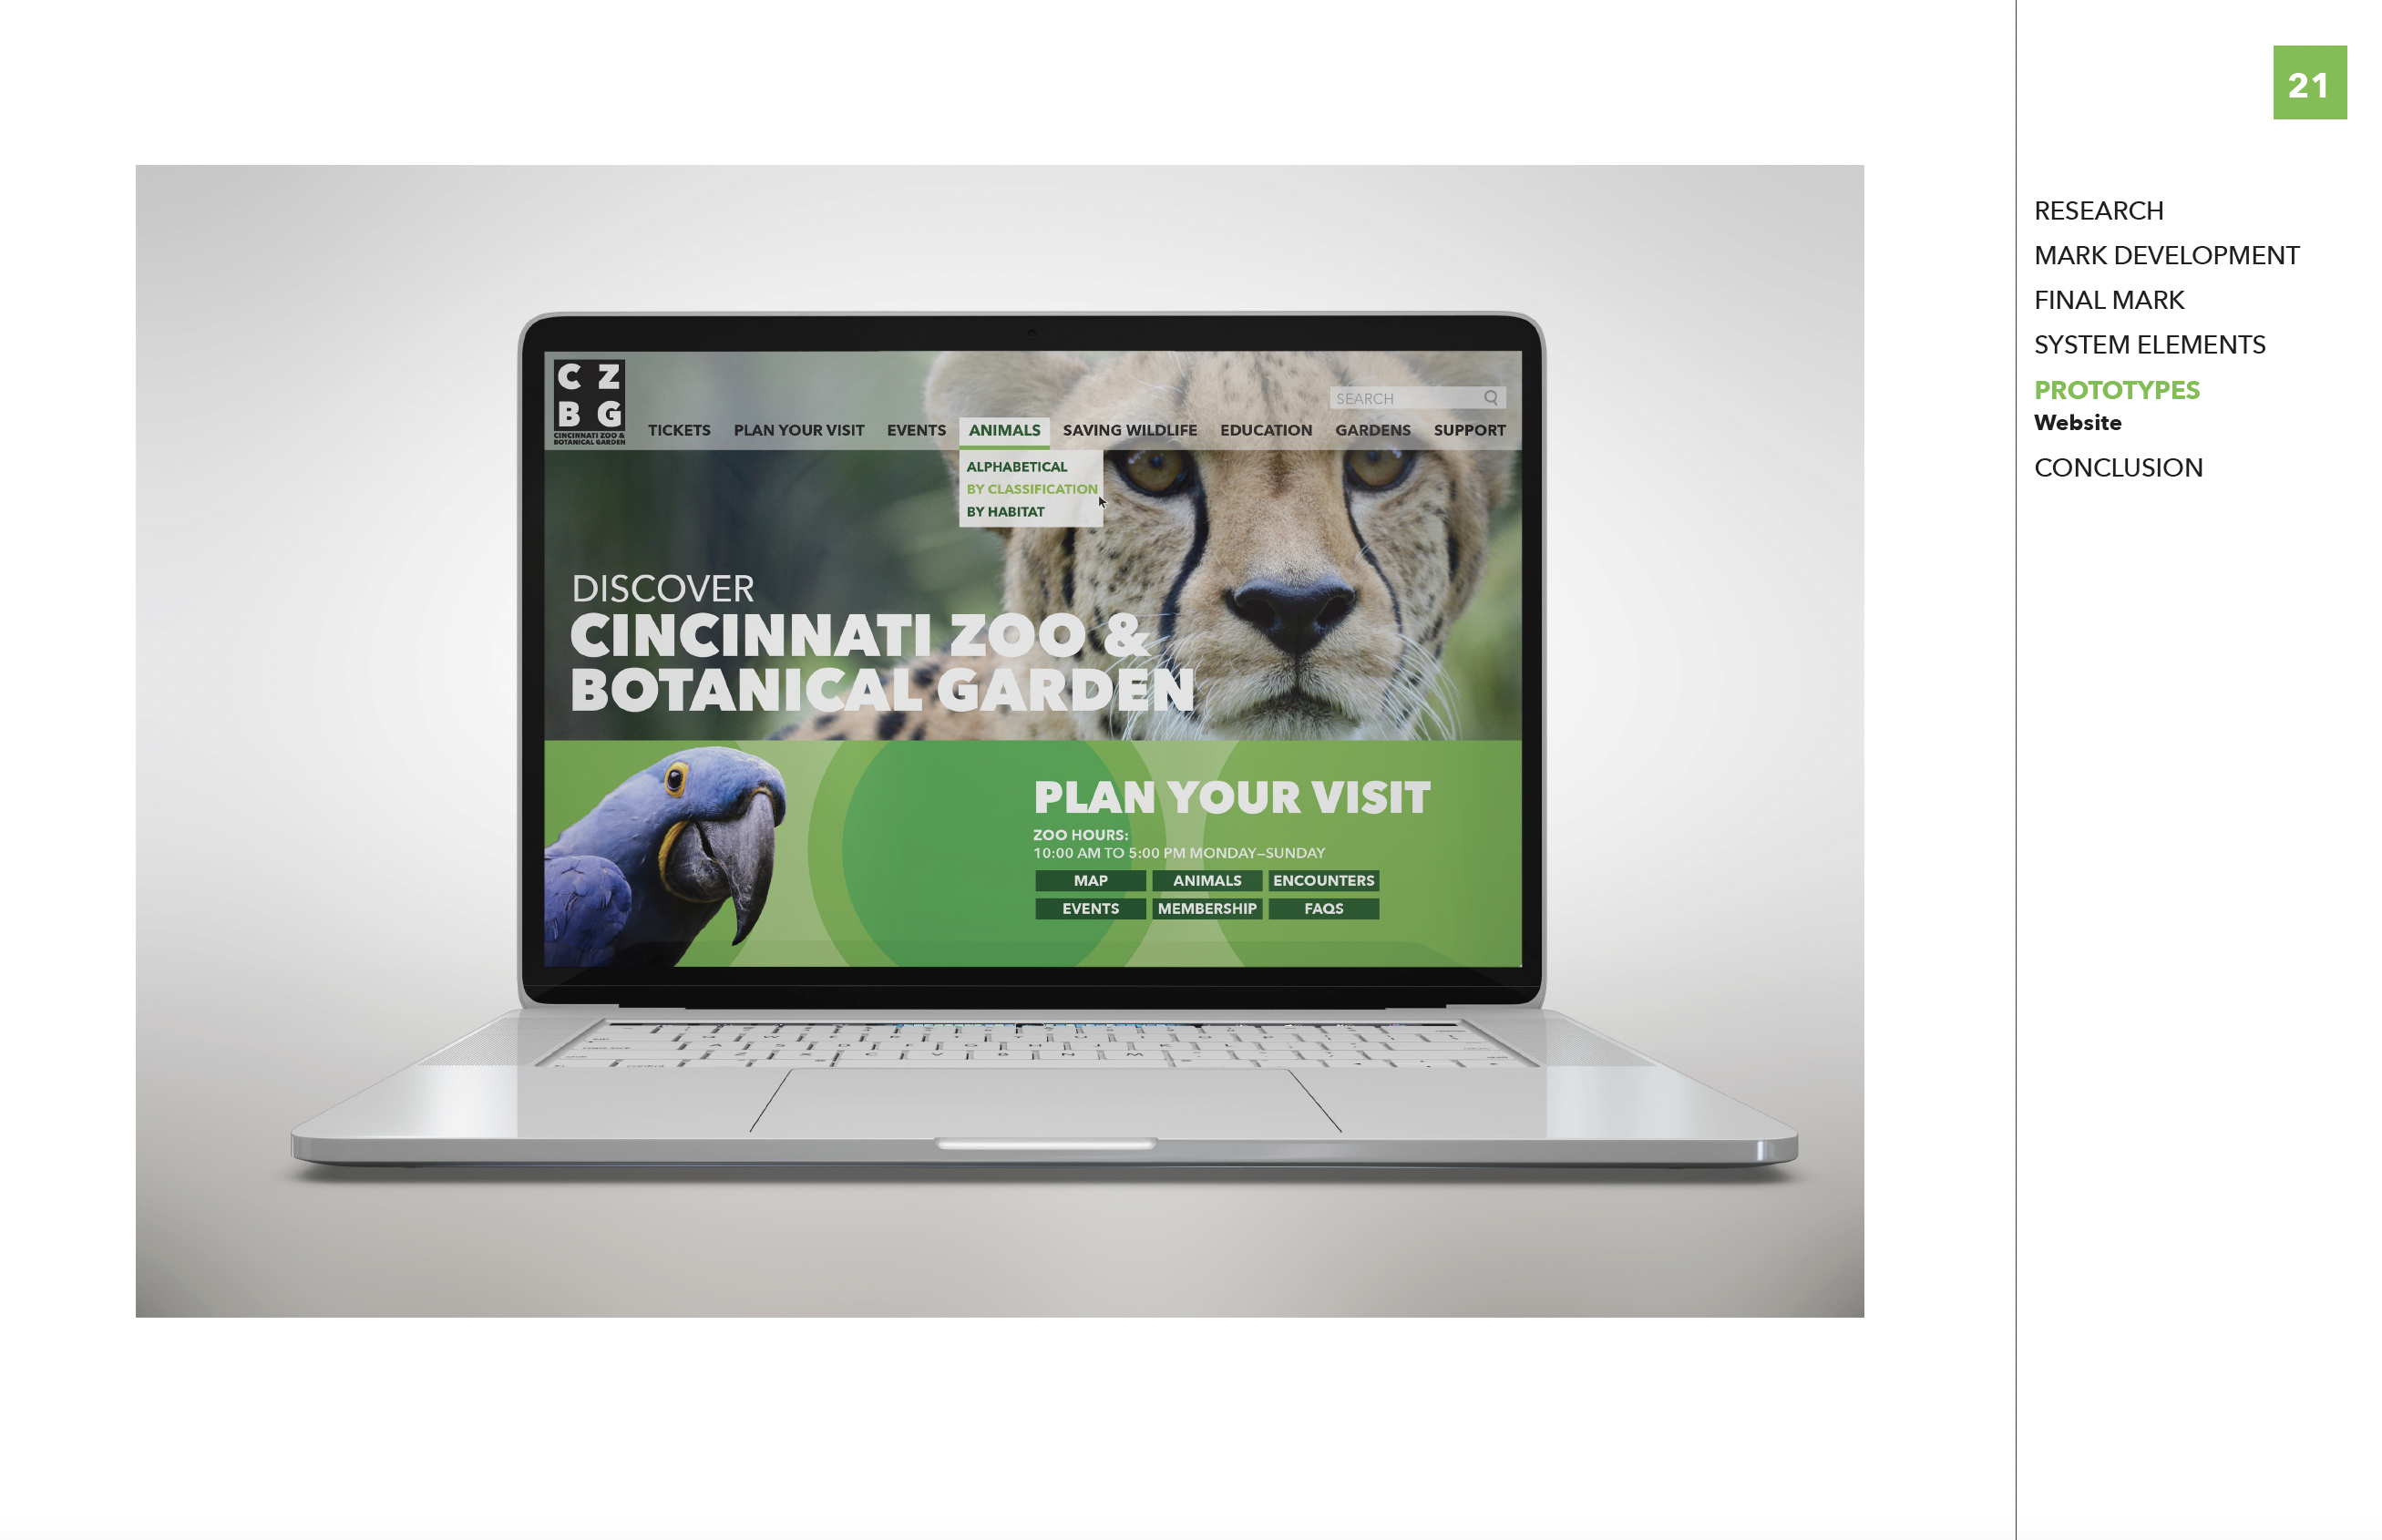 21
RESEARCH
MARK DEVELOPMENT
FINAL MARK
SYSTEM ELEMENTS
PROTOTYPES
Website
CONCLUSION
C Z
B G
CINCINNATI ZOO &
BOTANICAL GARDEN
SEARCH
TICKETS PLAN YOUR VISIT EVENTS ANIMALS SAVING WILDLIFE EDUCATION GARDENS SUPPORT
ALPHABETICAL
BY CLASSIFICATION
BY HABITAT
DISCOVER
CINCINNATI ZOO &
BOTANICAL GARDEN
PLAN YOUR VISIT
ZOO HOURS:
10:00 AM TO 5:00 PM MONDAY–SUNDAY
MAP ANIMALS ENCOUNTERS
EVENTS MEMBERSHIP FAQS